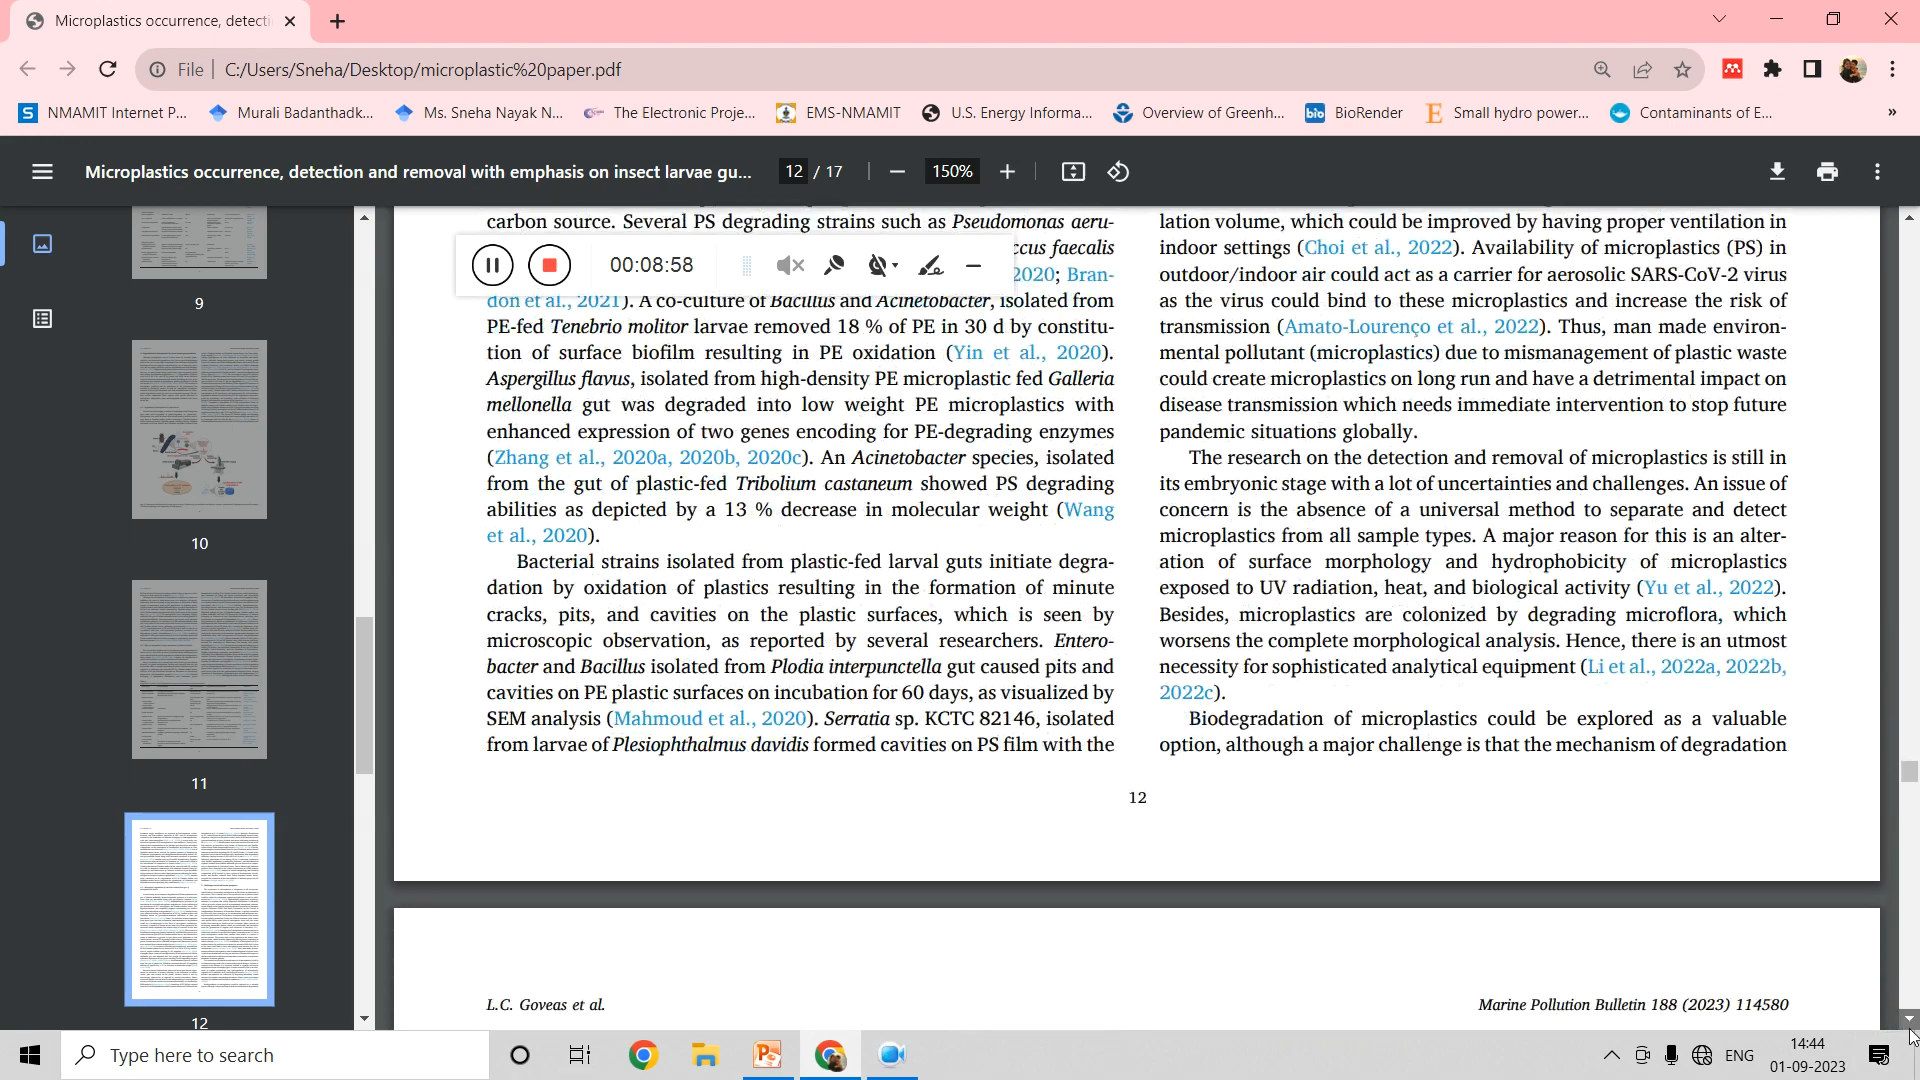 Microplastics occurrence, detecti
File
C:/Users/Sneha/Desktop/microplastic%20paper.pdf
NMAMIT Internet P...
Murali Badanthadk...
Ms. Sneha Nayak N...
The Electronic Proje...
EMS-NMAMIT
U.S. Energy Informa...
Overview of Greenh...
bio
BioRender
E
Small hydro power...
Contaminants of E...
»
Microplastics occurrence, detection and removal with emphasis on insect larvae gu...
12 / 17
150%
9
10
11
12
carbon source. Several PS degrading strains such as Pseudomonas aeru-
ccus faecalis
2020; Bran-
don et al., 2021). A co-culture of Bacillus and Acinetobacter, isolated from
PE-fed Tenebrio molitor larvae removed 18 % of PE in 30 d by constitu-
tion of surface biofilm resulting in PE oxidation (Yin et al., 2020).
Aspergillus flavus, isolated from high-density PE microplastic fed Galleria
mellonella gut was degraded into low weight PE microplastics with
enhanced expression of two genes encoding for PE-degrading enzymes
(Zhang et al., 2020a, 2020b, 2020c). An Acinetobacter species, isolated
from the gut of plastic-fed Tribolium castaneum showed PS degrading
abilities as depicted by a 13 % decrease in molecular weight (Wang
et al., 2020).
Bacterial strains isolated from plastic-fed larval guts initiate degra-
dation by oxidation of plastics resulting in the formation of minute
cracks, pits, and cavities on the plastic surfaces, which is seen by
microscopic observation, as reported by several researchers. Entero-
bacter and Bacillus isolated from Plodia interpunctella gut caused pits and
cavities on PE plastic surfaces on incubation for 60 days, as visualized by
SEM analysis (Mahmoud et al., 2020). Serratia sp. KCTC 82146, isolated
from larvae of Plesiophthalmus davidis formed cavities on PS film with the
00:08:58
lation volume, which could be improved by having proper ventilation in
indoor settings (Choi et al., 2022). Availability of microplastics (PS) in
outdoor/indoor air could act as a carrier for aerosolic SARS-CoV-2 virus
as the virus could bind to these microplastics and increase the risk of
transmission (Amato-Lourenço et al., 2022). Thus, man made environ-
mental pollutant (microplastics) due to mismanagement of plastic waste
could create microplastics on long run and have a detrimental impact on
disease transmission which needs immediate intervention to stop future
pandemic situations globally.
The research on the detection and removal of microplastics is still in
its embryonic stage with a lot of uncertainties and challenges. An issue of
concern is the absence of a universal method to separate and detect
microplastics from all sample types. A major reason for this is an alter-
ation of surface morphology and hydrophobicity of microplastics
exposed to UV radiation, heat, and biological activity (Yu et al., 2022).
Besides, microplastics are colonized by degrading microflora, which
worsens the complete morphological analysis. Hence, there is an utmost
necessity for sophisticated analytical equipment (Li et al., 2022a, 2022b,
2022c).
Biodegradation of microplastics could be explored as a valuable
option, although a major challenge is that the mechanism of degradation
12
L.C. Goveas et al.
Marine Pollution Bulletin 188 (2023) 114580
Type here to search
ENG
14:44
01-09-2023